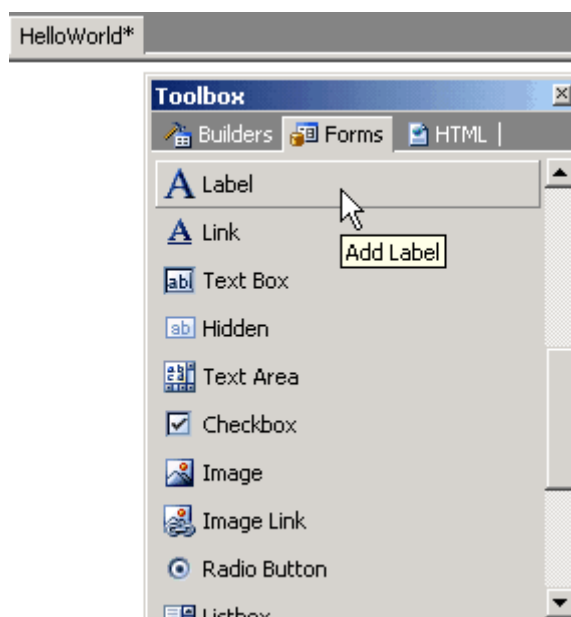 HelloWorld*
Toolbox
Builders Forms HTML
Label
Link
Add Label
Text Box
Hidden
Text Area
Checkbox
Image
Image Link
Radio Button
Listbox